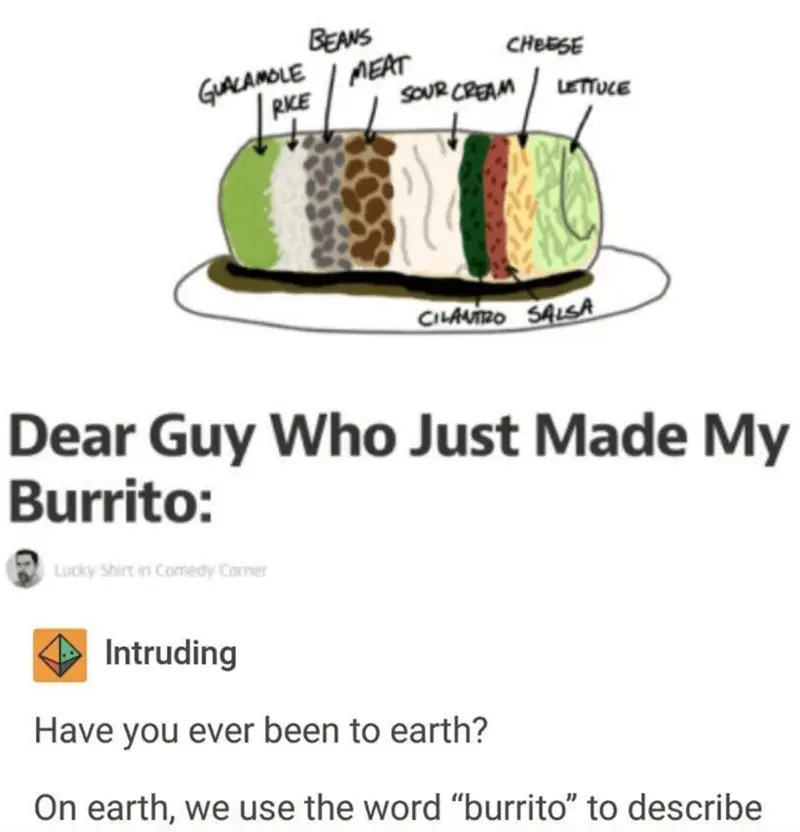 BEANS
CHEESE
GUACAMOLE
MEAT
RICE
SOUR CREAM
LETTUCE
CILANTRO SALSA
Dear Guy Who Just Made My
Burrito:
Lucky Shirt in Comedy Corner
Intruding
Have you ever been to earth?
On earth, we use the word “burrito” to describe